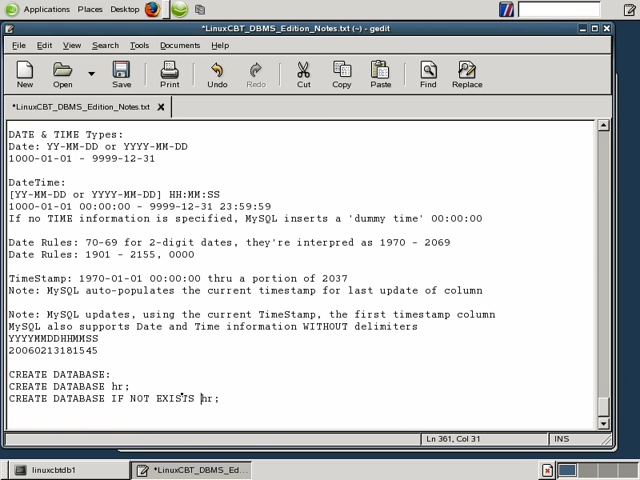 Applications Places Desktop
*LinuxCBT_DBMS_Edition_Notes.txt (~) - gedit
File Edit View Search Tools Documents Help
New Open Save Print Undo Redo Cut Copy Paste Find Replace
*LinuxCBT_DBMS_Edition_Notes.txt
DATE & TIME Types:
Date: YY-MM-DD or YYYY-MM-DD
1000-01-01 - 9999-12-31
DateTime:
[YY-MM-DD or YYYY-MM-DD] HH:MM:SS
1000-01-01 00:00:00 - 9999-12-31 23:59:59
If no TIME information is specified, MySQL inserts a 'dummy time' 00:00:00
Date Rules: 70-69 for 2-digit dates, they're interpred as 1970 - 2069
Date Rules: 1901 - 2155, 0000
TimeStamp: 1970-01-01 00:00:00 thru a portion of 2037
Note: MySQL auto-populates the current timestamp for last update of column
Note: MySQL updates, using the current TimeStamp, the first timestamp column
MySQL also supports Date and Time information WITHOUT delimiters
YYYYMMDDHHMMSS
20060213181545
CREATE DATABASE:
CREATE DATABASE hr;
CREATE DATABASE IF NOT EXISTS hr;
Ln 361, Col 31 INS
linuxcbtdb1 *LinuxCBT_DBMS_Ed...